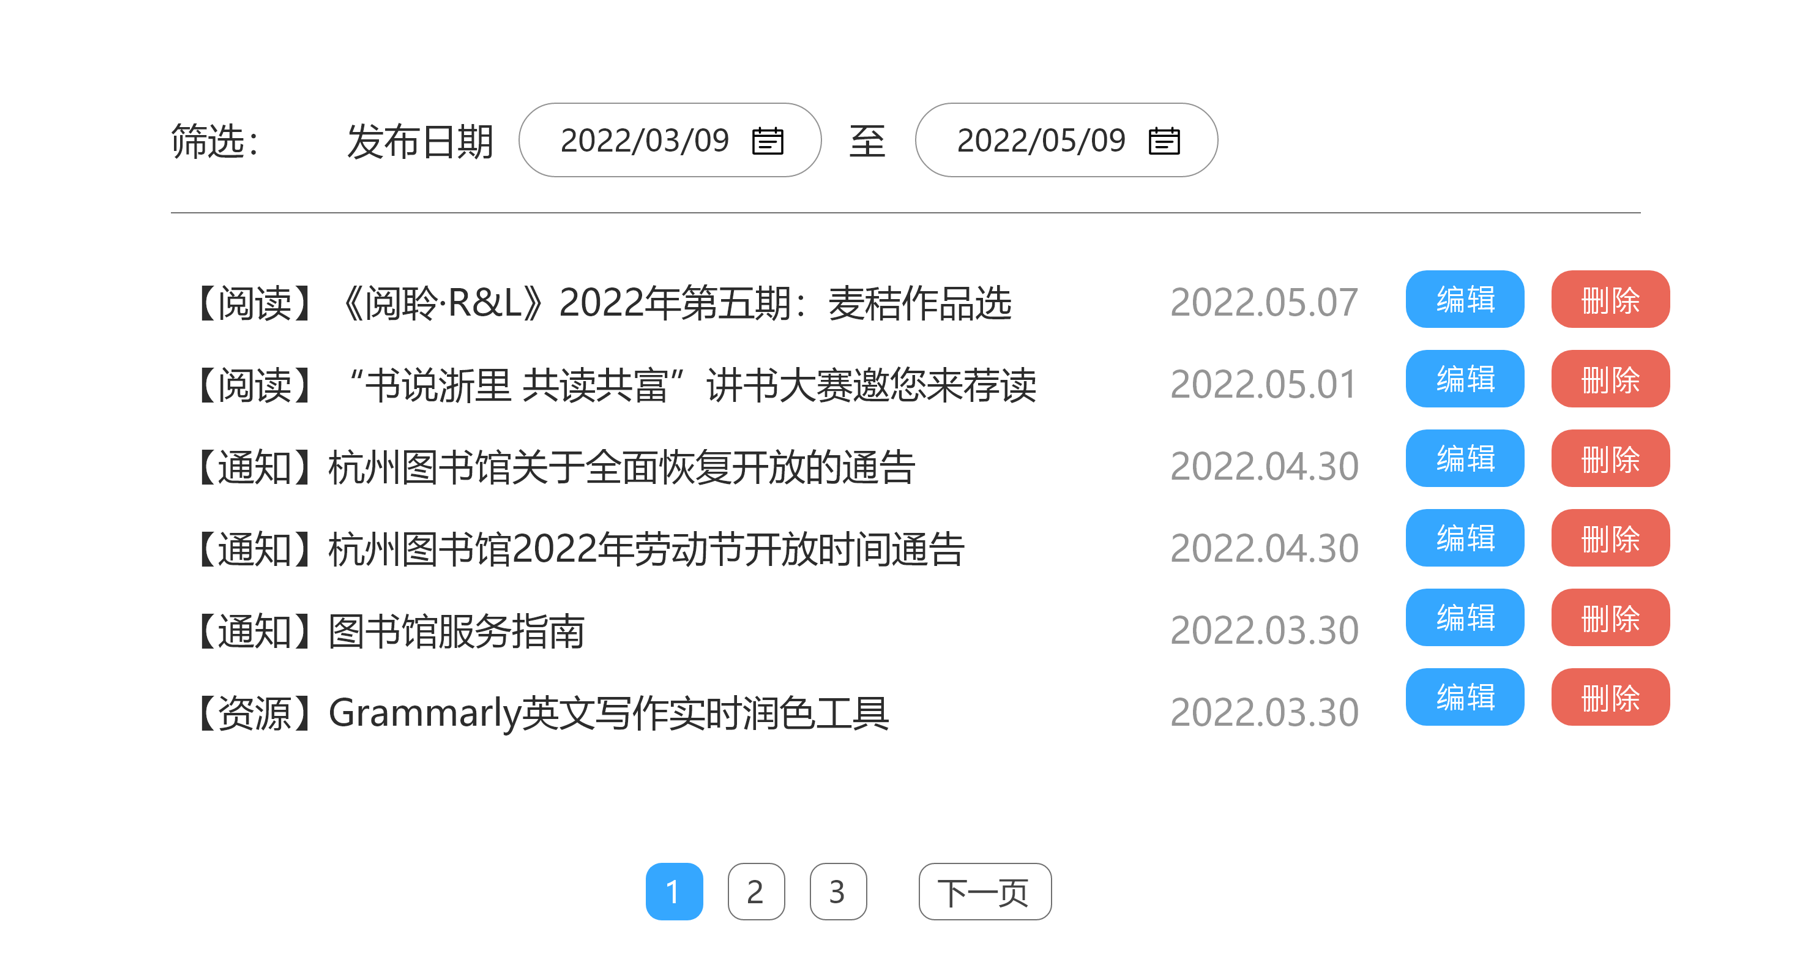 筛选： 发布日期 2022/03/09 至 2022/05/09
【阅读】《阅聆·R&L》2022年第五期：麦秸作品选 2022.05.07 编辑 删除
【阅读】“书说浙里 共读共富”讲书大赛邀您来荐读 2022.05.01 编辑 删除
【通知】杭州图书馆关于全面恢复开放的通告 2022.04.30 编辑 删除
【通知】杭州图书馆2022年劳动节开放时间通告 2022.04.30 编辑 删除
【通知】图书馆服务指南 2022.03.30 编辑 删除
【资源】Grammarly英文写作实时润色工具 2022.03.30 编辑 删除
1 2 3 下一页